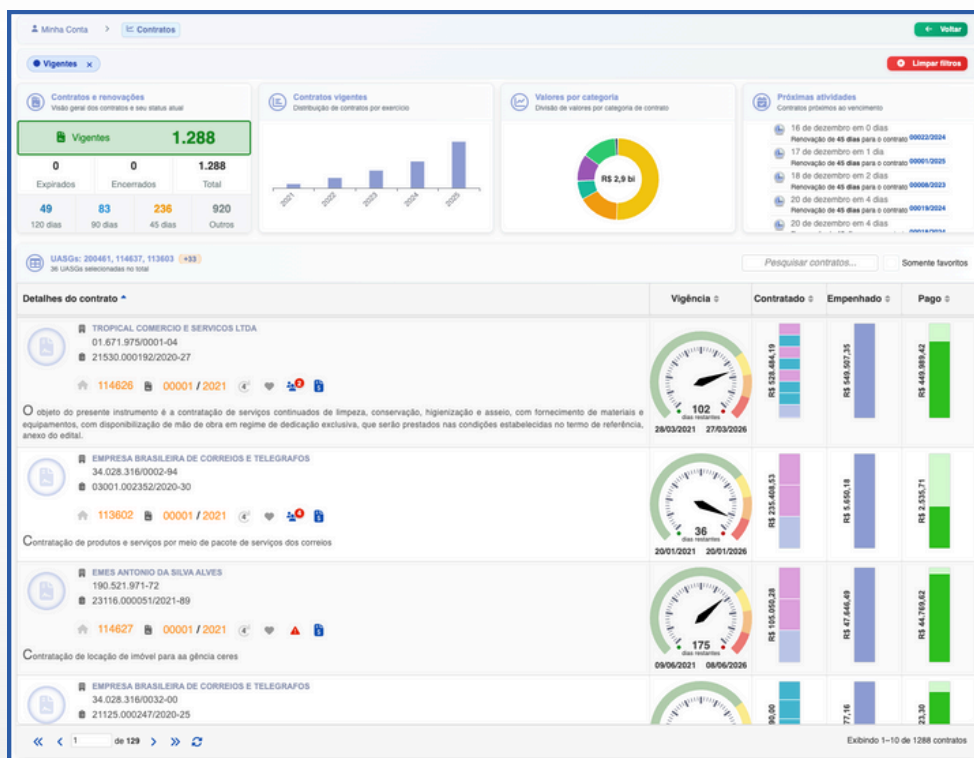 Minha Conta > Contratos
Voltar
Vigentes x
Limpar filtros
Contratos e renovações
Visão geral dos contratos e seu status atual
Vigentes 1.288
0 0 1.288
Expirados Encerrados Total
49 83 236 920
120 dias 90 dias 45 dias Outros
Contratos vigentes
Distribuição de contratos por exercício
2021 2022 2023 2024 2025
Valores por categoria
Divisão de valores por categoria de contrato
R$ 2,9 bi
Próximas atividades
Contratos próximos ao vencimento
16 de dezembro em 0 dias
Renovação de 45 dias para o contrato 00022/2024
17 de dezembro em 1 dia
Renovação de 45 dias para o contrato 00001/2025
18 de dezembro em 2 dias
Renovação de 45 dias para o contrato 00008/2023
20 de dezembro em 4 dias
Renovação de 45 dias para o contrato 00019/2024
20 de dezembro em 4 dias
UASGs: 200461, 114637, 113603 +33
36 UASGs selecionadas no total
Pesquisar contratos...
Somente favoritos
Detalhes do contrato Vigência Contratado Empenhado Pago
TROPICAL COMERCIO E SERVICOS LTDA
01.671.975/0001-04
21530.000192/2020-27
114626 00001 / 2021 4º 2
O objeto do presente instrumento é a contratação de serviços continuados de limpeza, conservação, higienização e asseio, com fornecimento de materiais e
equipamentos, com disponibilização de mão de obra em regime de dedicação exclusiva, que serão prestados nas condições estabelecidas no termo de referência,
anexo do edital.
102
dias restantes
28/03/2021 27/03/2026
R$ 528.484,19
R$ 549.507,35
R$ 449.989,42
EMPRESA BRASILEIRA DE CORREIOS E TELEGRAFOS
34.028.316/0002-94
03001.002352/2020-30
113602 00001 / 2021 4
Contratação de produtos e serviços por meio de pacote de serviços dos correios
36
dias restantes
20/01/2021 20/01/2026
R$ 235.408,53
R$ 5.650,18
R$ 2.535,71
EMES ANTONIO DA SILVA ALVES
190.521.971-72
23116.000051/2021-89
114627 00001 / 2021
Contratação de locação de imóvel para aa gência ceres
175
dias restantes
09/06/2021 08/06/2026
R$ 105.050,28
R$ 47.646,49
R$ 44.769,62
EMPRESA BRASILEIRA DE CORREIOS E TELEGRAFOS
34.028.316/0032-00
21125.000247/2020-25
90,00
77,16
23,30
1 de 129
Exibindo 1–10 de 1288 contratos